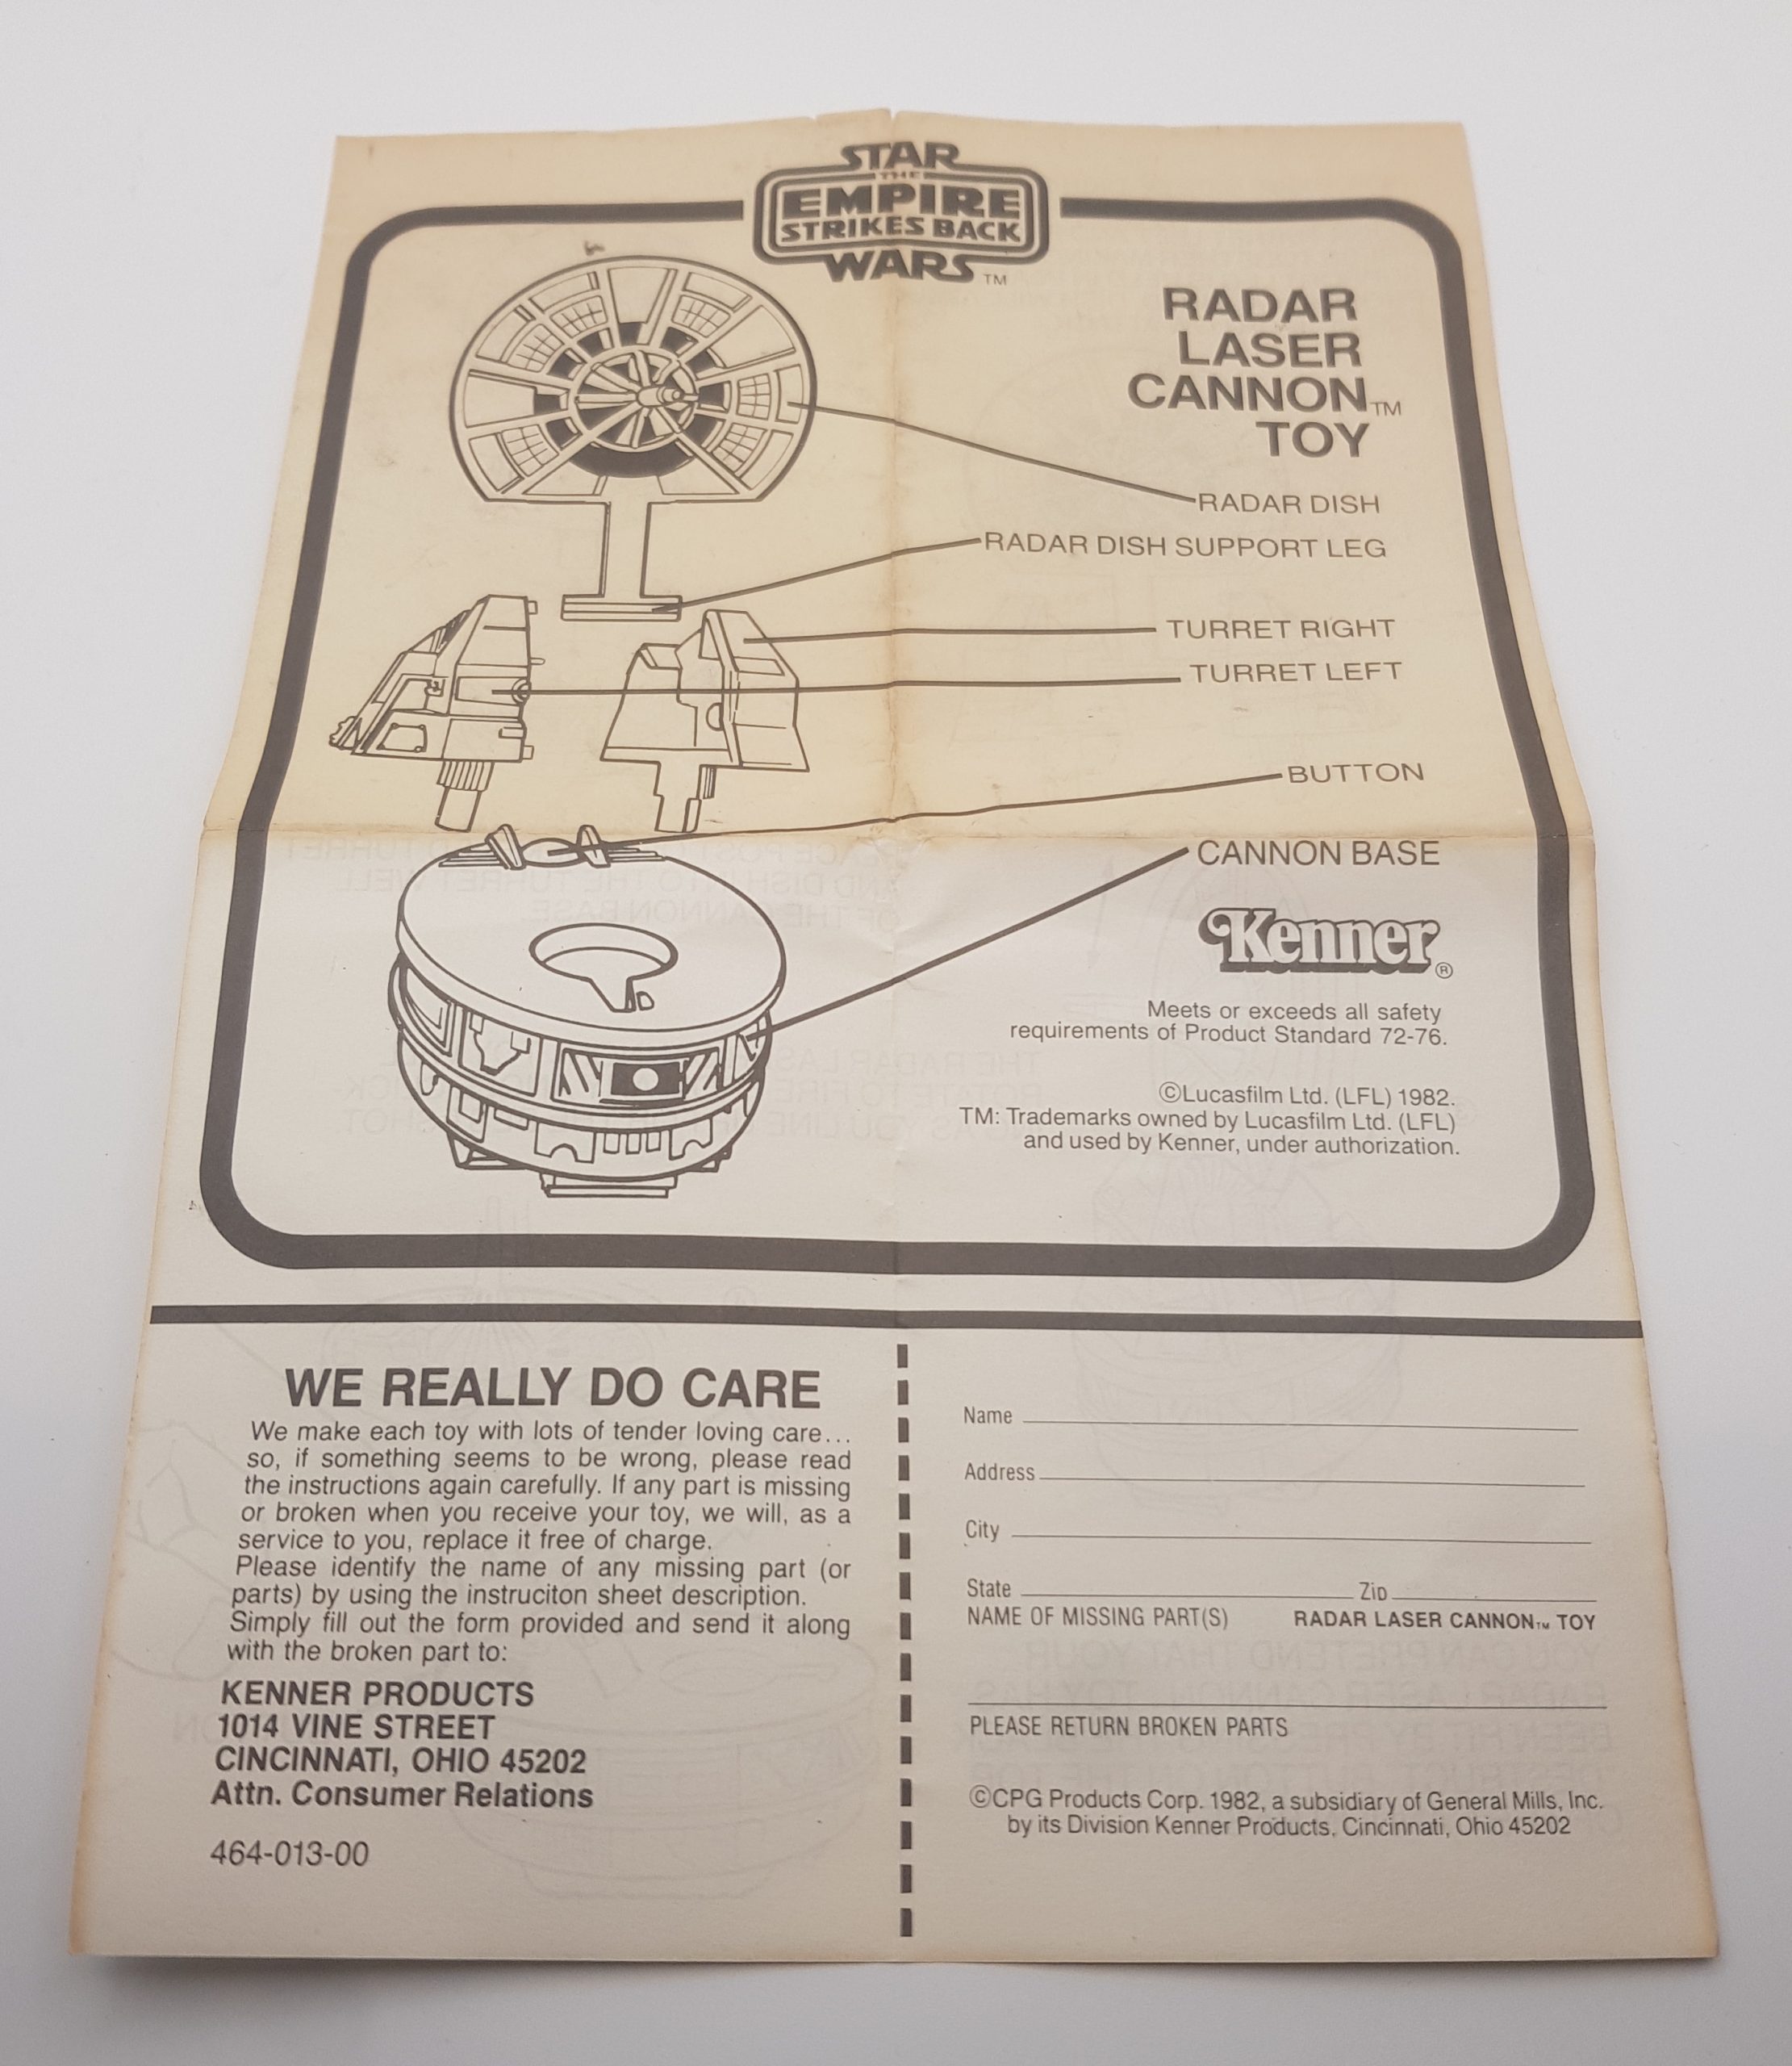 STAR
THE
EMPIRE
STRIKES BACK
WARS TM
RADAR
LASER
CANNON TM
TOY
RADAR DISH
RADAR DISH SUPPORT LEG
TURRET RIGHT
TURRET LEFT
BUTTON
CANNON BASE
Kenner®
Meets or exceeds all safety
requirements of Product Standard 72-76.
©Lucasfilm Ltd. (LFL) 1982.
TM: Trademarks owned by Lucasfilm Ltd. (LFL)
and used by Kenner, under authorization.
WE REALLY DO CARE
We make each toy with lots of tender loving care...
so, if something seems to be wrong, please read
the instructions again carefully. If any part is missing
or broken when you receive your toy, we will, as a
service to you, replace it free of charge.
Please identify the name of any missing part (or
parts) by using the instruciton sheet description.
Simply fill out the form provided and send it along
with the broken part to:
KENNER PRODUCTS
1014 VINE STREET
CINCINNATI, OHIO 45202
Attn. Consumer Relations
464-013-00
Name
Address
City
State Zip
NAME OF MISSING PART(S) RADAR LASER CANNON TM TOY
PLEASE RETURN BROKEN PARTS
©CPG Products Corp. 1982, a subsidiary of General Mills, Inc.
by its Division Kenner Products, Cincinnati, Ohio 45202